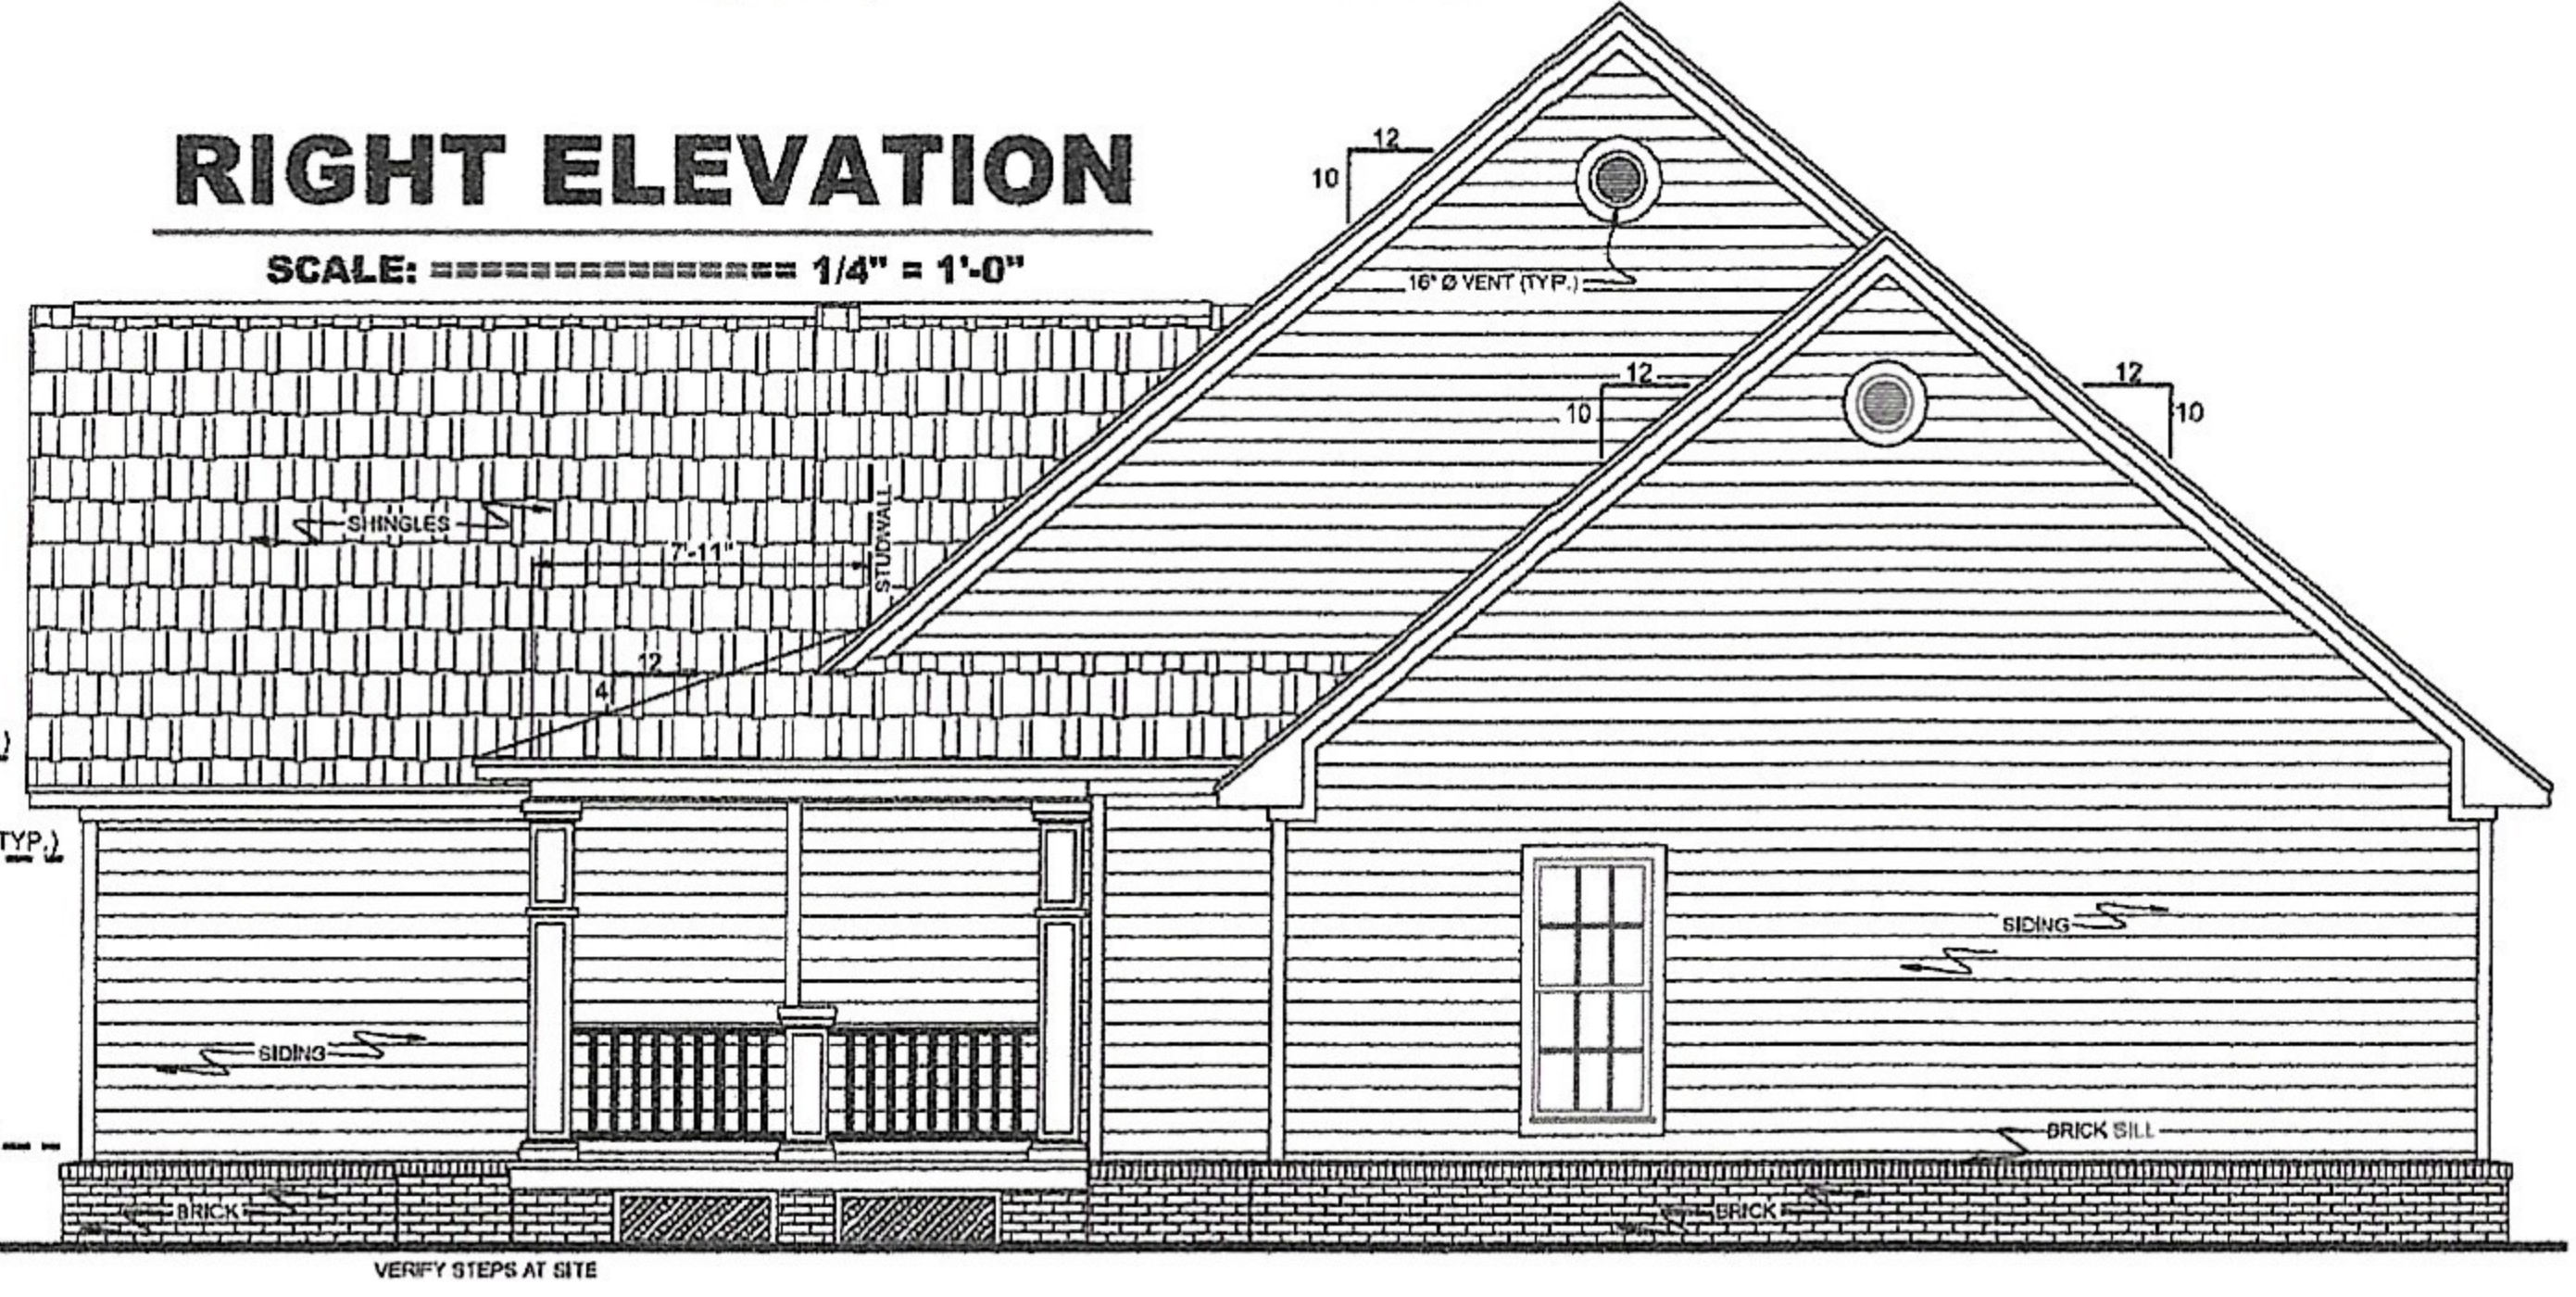 RIGHT ELEVATION
SCALE: =============== 1/4" = 1'-0"
12
10
16" Ø VENT (TYP.)
12
10
12
10
SHINGLES
7'-11"
STUDWALL
12
4
)
TYP.)
SIDING
SIDING
BRICK SILL
BRICK
BRICK
VERIFY STEPS AT SITE